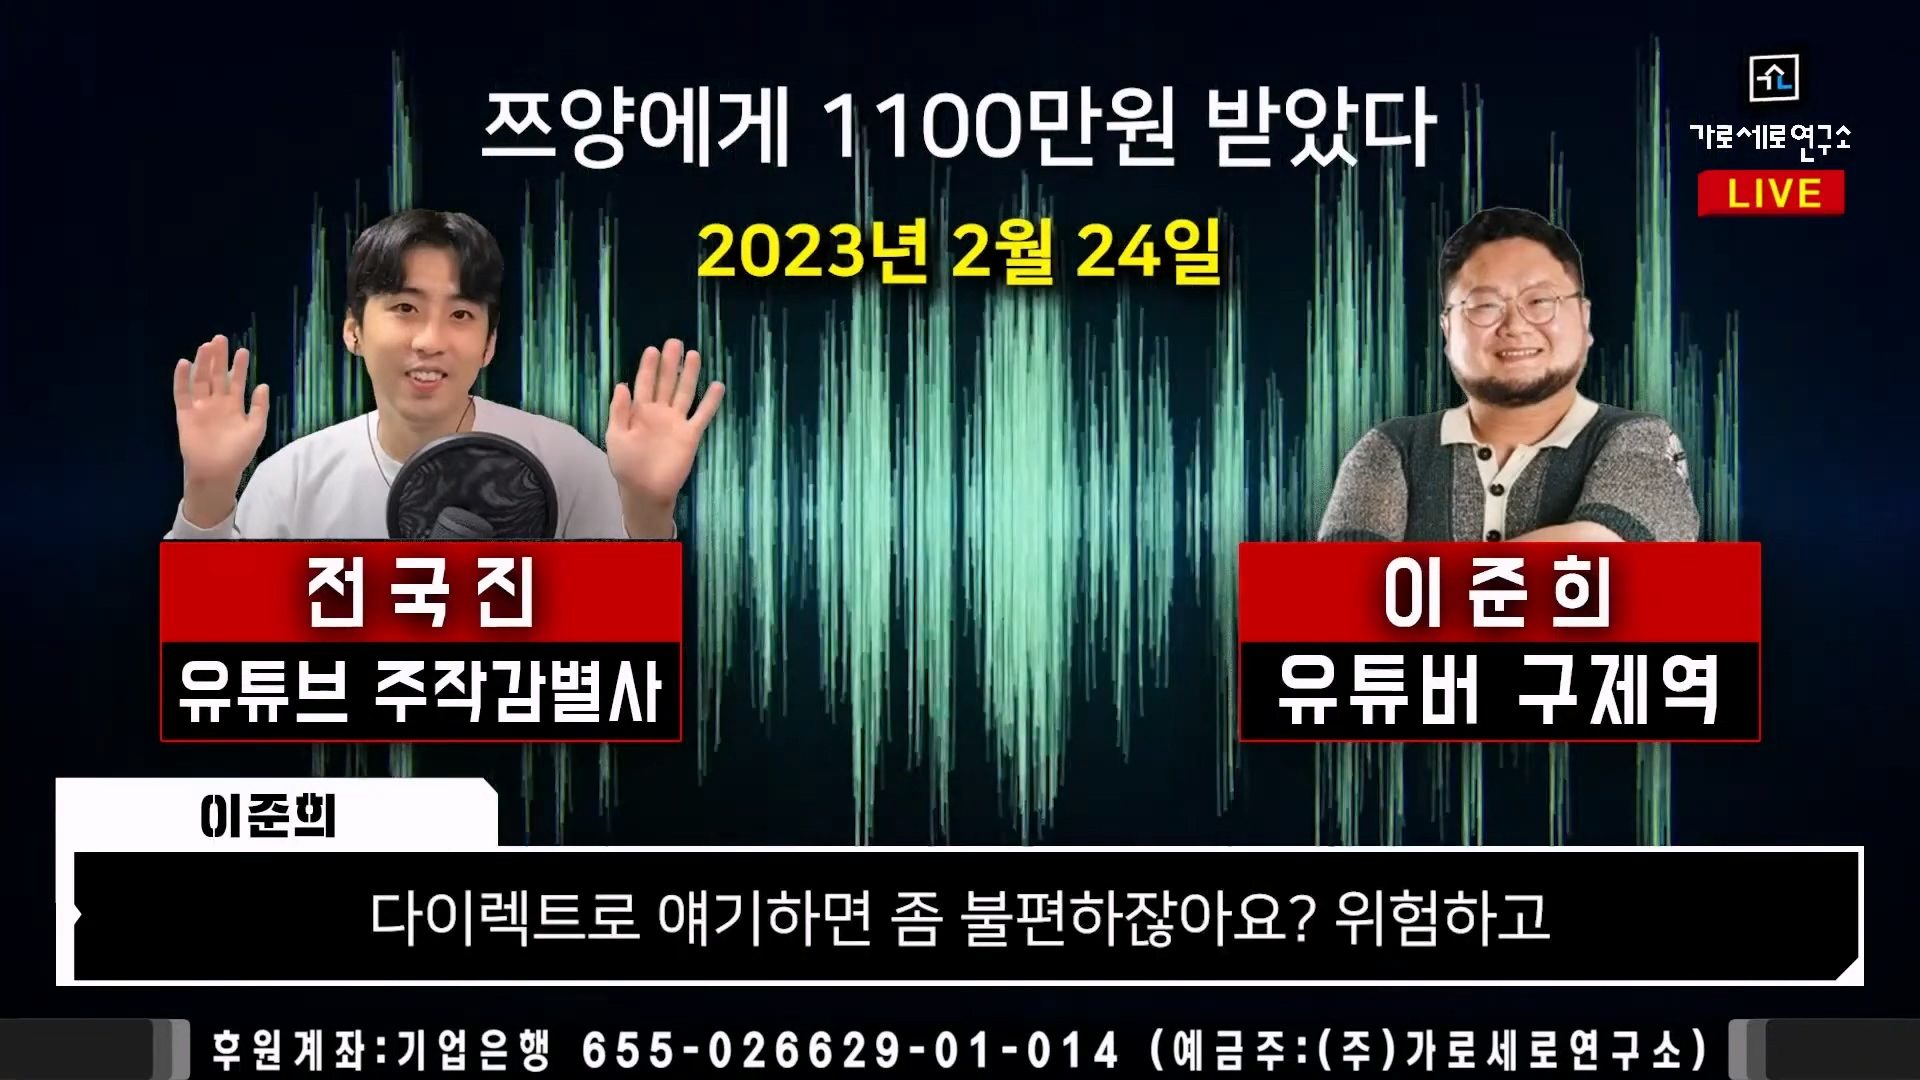 쯔양에게 1100만원 받았다
2023년 2월 24일
가로세로연구소
LIVE
전국진
유튜브 주작감별사
이준희
유튜버 구제역
이준희
다이렉트로 얘기하면 좀 불편하잖아요? 위험하고
후원계좌:기업은행 655-026629-01-014 (예금주:(주)가로세로연구소)